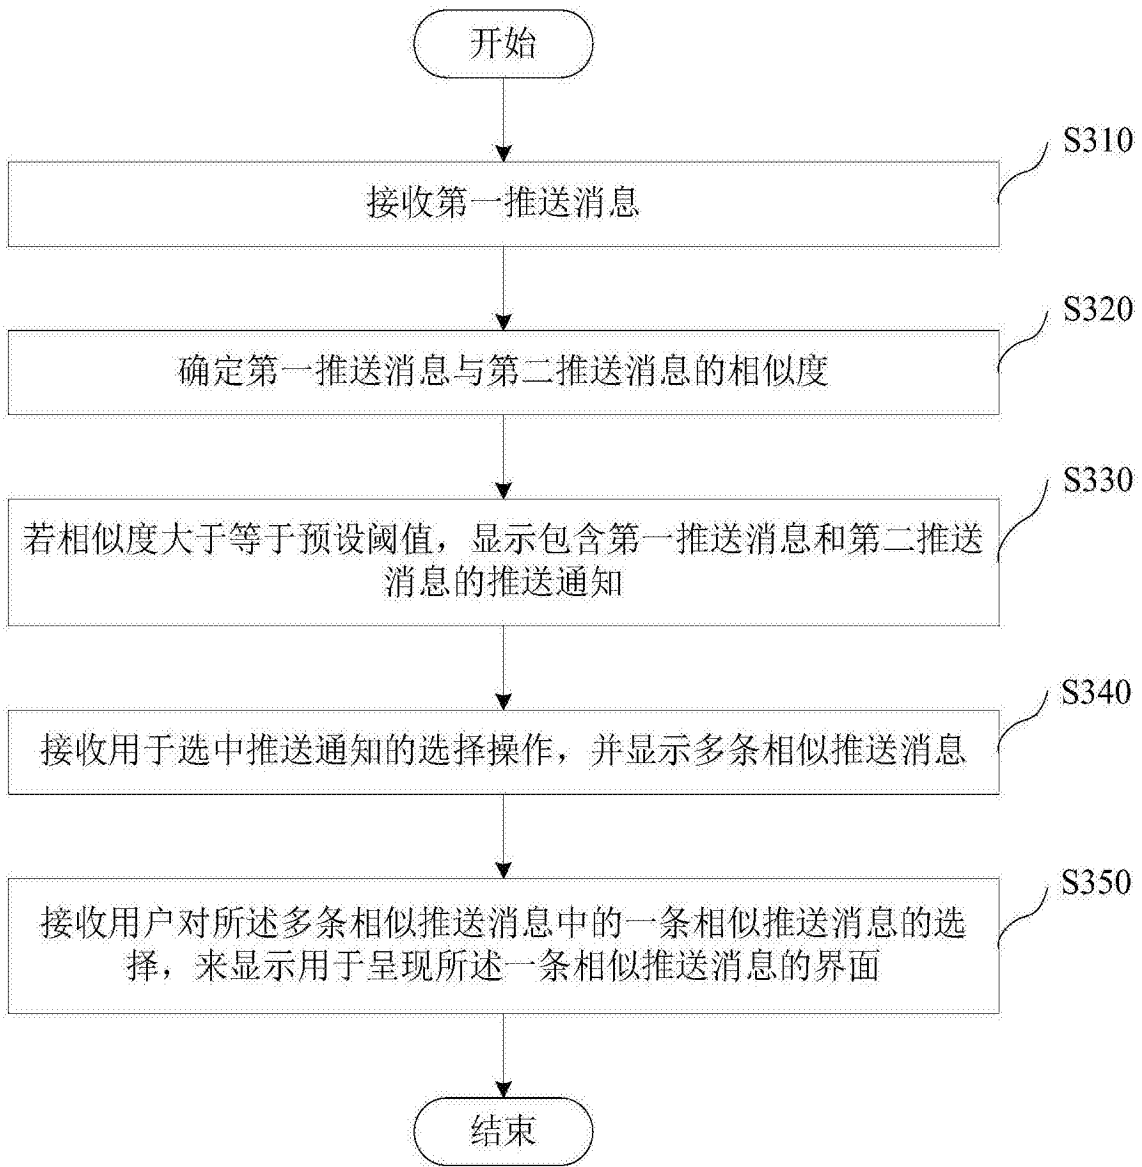 开始
S310
接收第一推送消息
S320
确定第一推送消息与第二推送消息的相似度
S330
若相似度大于等于预设阈值，显示包含第一推送消息和第二推送
消息的推送通知
S340
接收用于选中推送通知的选择操作，并显示多条相似推送消息
S350
接收用户对所述多条相似推送消息中的一条相似推送消息的选
择，来显示用于呈现所述一条相似推送消息的界面
结束